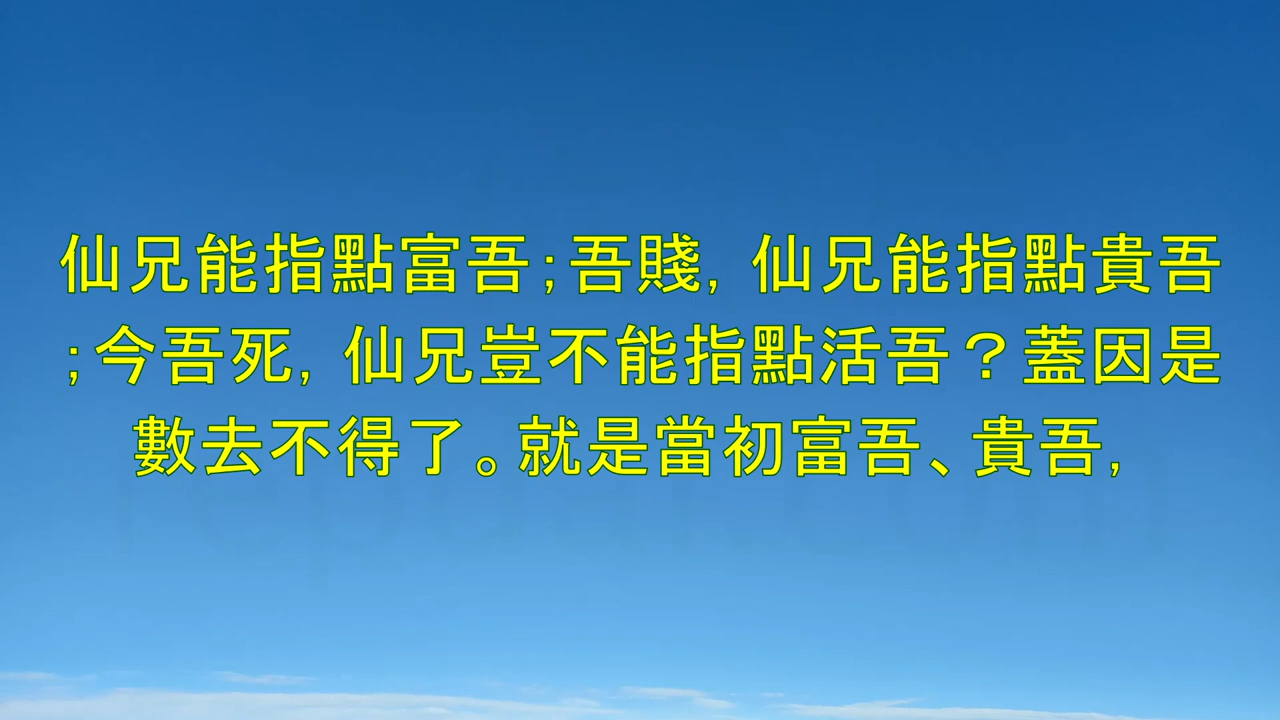 仙兄能指點富吾;吾賤,仙兄能指點貴吾
;今吾死,仙兄豈不能指點活吾?蓋因是
數去不得了。就是當初富吾、貴吾,